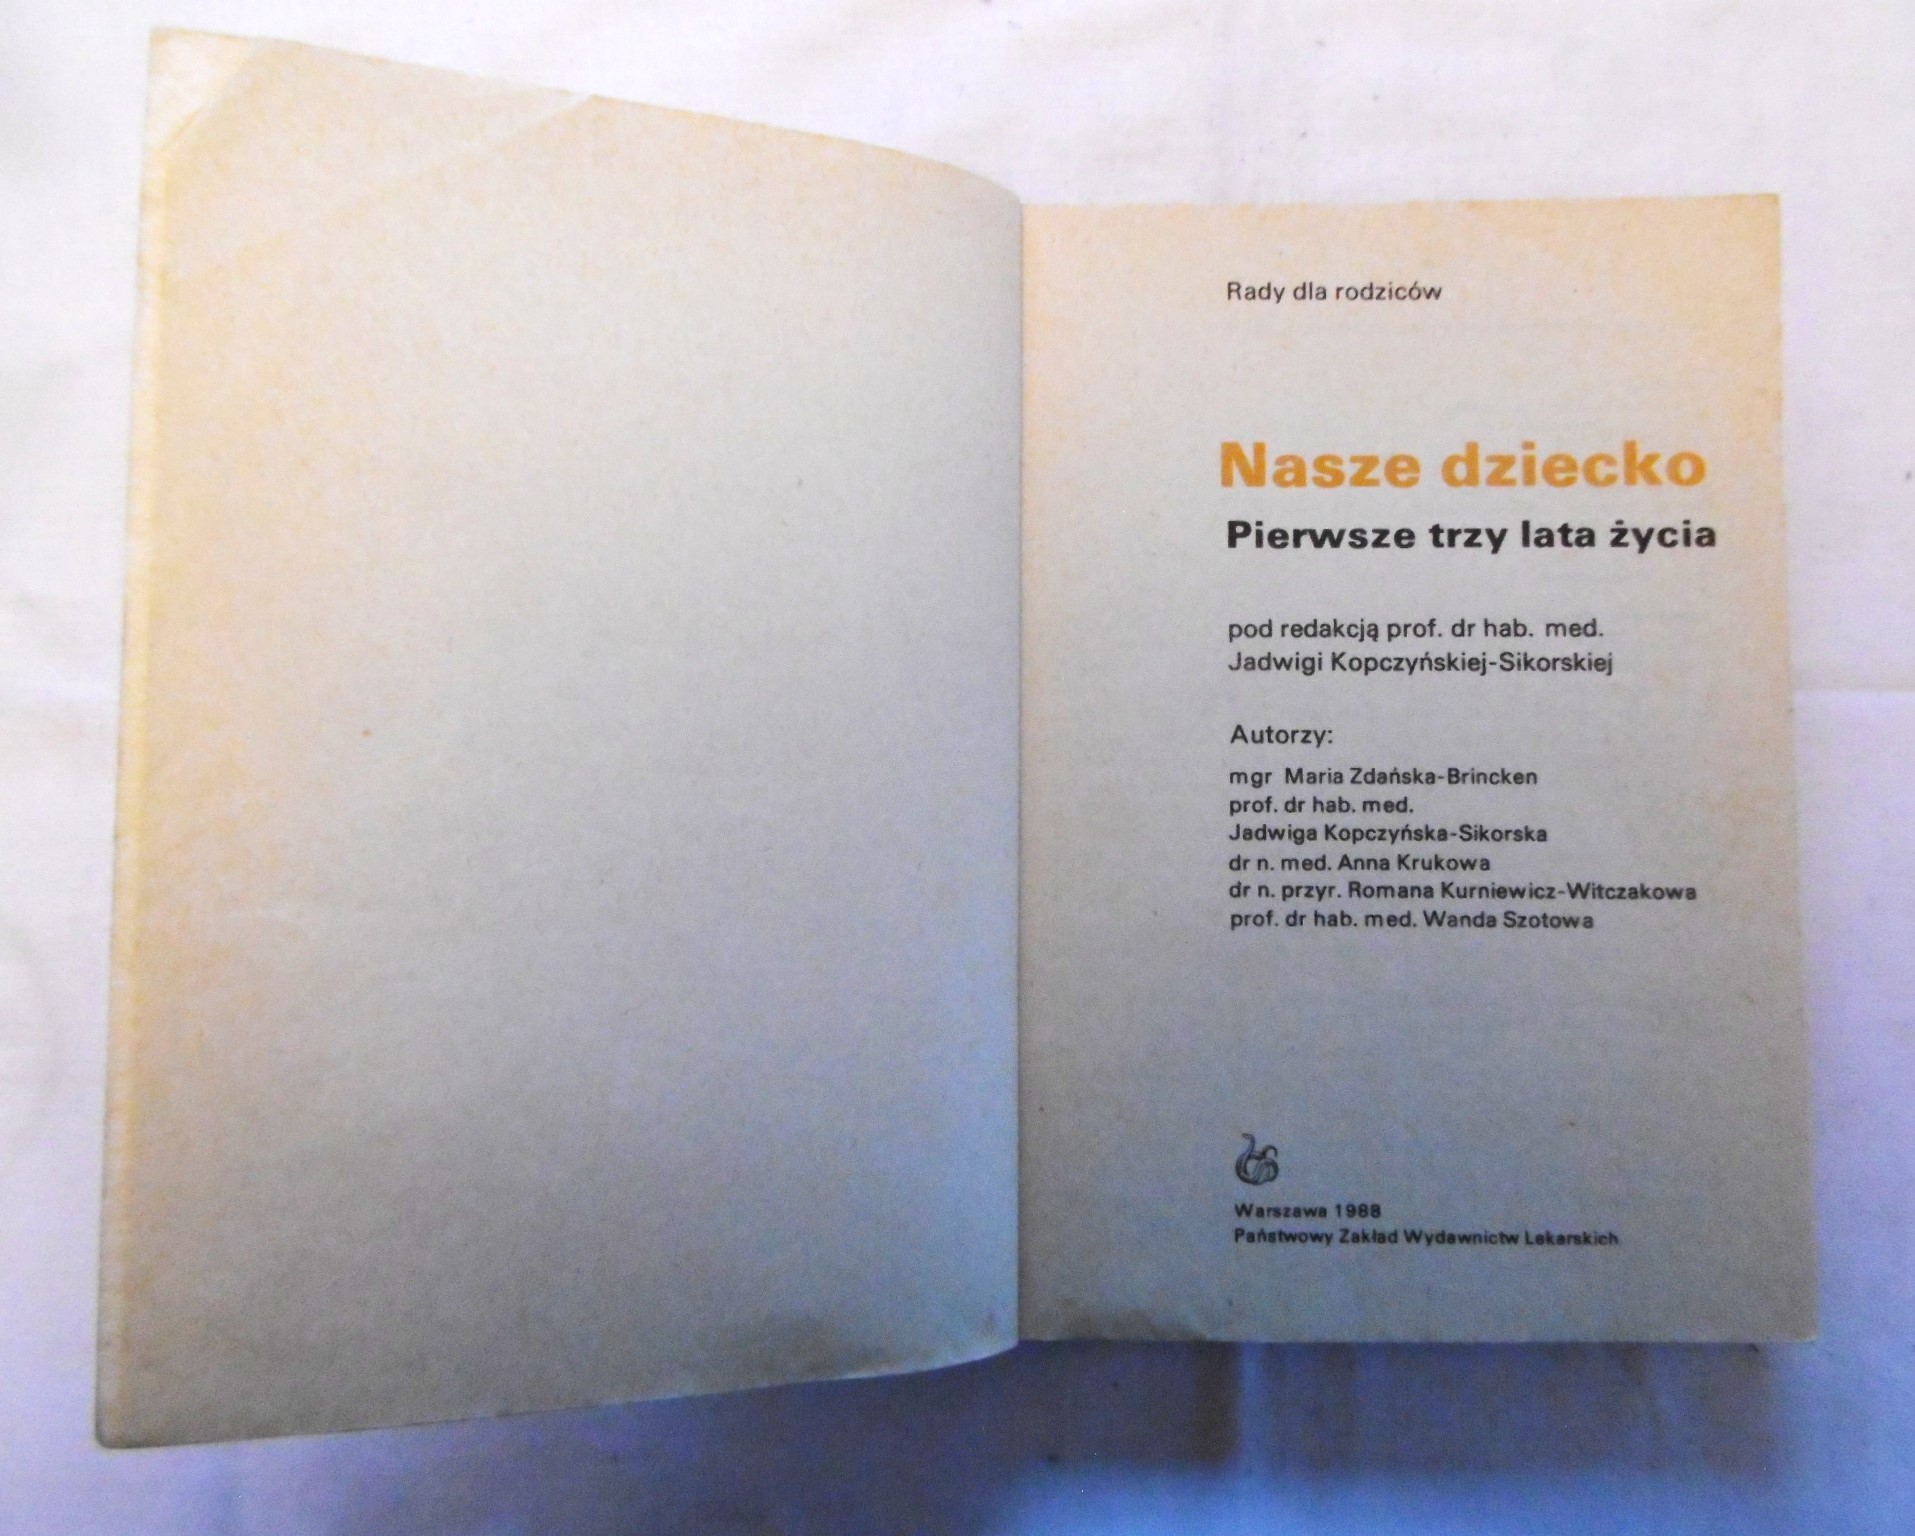 Rady dla rodziców
Nasze dziecko
Pierwsze trzy lata życia
pod redakcją prof. dr hab. med.
Jadwigi Kopczyńskiej-Sikorskiej
Autorzy:
mgr Maria Zdańska-Brincken
prof. dr hab. med.
Jadwiga Kopczyńska-Sikorska
dr n. med. Anna Krukowa
dr n. przyr. Romana Kurniewicz-Witczakowa
prof. dr hab. med. Wanda Szotowa
Warszawa 1988
Państwowy Zakład Wydawnictw Lekarskich